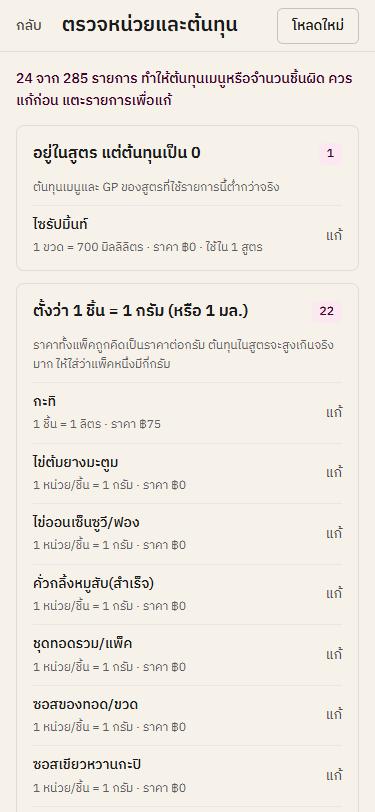 กลับ ตรวจหน่วยและต้นทุน โหลดใหม่
24 จาก 285 รายการ ทำให้ต้นทุนเมนูหรือจำนวนชิ้นผิด ควร
แก้ก่อน แตะรายการเพื่อแก้
อยู่ในสูตร แต่ต้นทุนเป็น 0 1
ต้นทุนเมนูและ GP ของสูตรที่ใช้รายการนี้ต่ำกว่าจริง
ไซรัปมิ้นท์
1 ขวด = 700 มิลลิลิตร · ราคา ฿0 · ใช้ใน 1 สูตร
แก้
ตั้งว่า 1 ชิ้น = 1 กรัม (หรือ 1 มล.) 22
ราคาทั้งแพ็คถูกคิดเป็นราคาต่อกรัม ต้นทุนในสูตรจะสูงเกินจริง
มาก ให้ใส่ว่าแพ็คหนึ่งมีกี่กรัม
กะทิ
1 ชิ้น = 1 ลิตร · ราคา ฿75
แก้
ไข่ต้มยางมะตูม
1 หน่วย/ชิ้น = 1 กรัม · ราคา ฿0
แก้
ไข่ออนเซ็นซูวี/ฟอง
1 หน่วย/ชิ้น = 1 กรัม · ราคา ฿0
แก้
คั่วกลิ้งหมูสับ(สำเร็จ)
1 หน่วย/ชิ้น = 1 กรัม · ราคา ฿0
แก้
ชุดทอดรวม/แพ็ค
1 หน่วย/ชิ้น = 1 กรัม · ราคา ฿0
แก้
ซอสของทอด/ขวด
1 หน่วย/ชิ้น = 1 กรัม · ราคา ฿0
แก้
ซอสเขียวหวานกะปิ
1 หน่วย/ชิ้น = 1 กรัม · ราคา ฿0
แก้